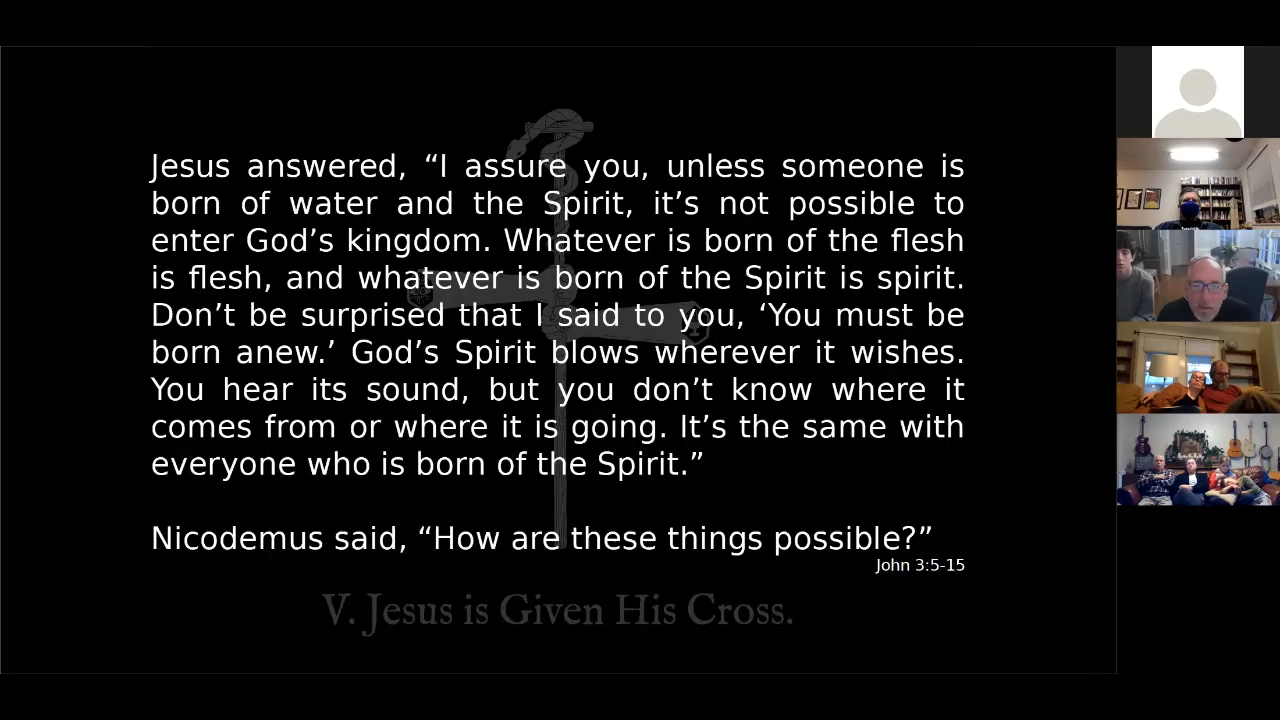 Jesus answered, “I assure you, unless someone is
born of water and the Spirit, it’s not possible to
enter God’s kingdom. Whatever is born of the flesh
is flesh, and whatever is born of the Spirit is spirit.
Don’t be surprised that I said to you, ‘You must be
born anew.’ God’s Spirit blows wherever it wishes.
You hear its sound, but you don’t know where it
comes from or where it is going. It’s the same with
everyone who is born of the Spirit.”
Nicodemus said, “How are these things possible?”
John 3:5-15
V. Jesus is Given His Cross.